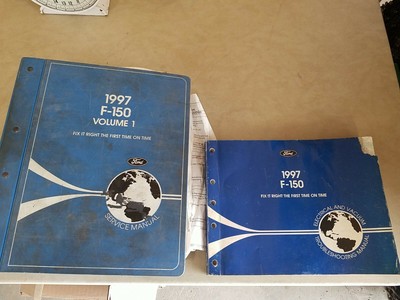 1997
F-150
VOLUME 1
FIX IT RIGHT THE FIRST TIME ON TIME
Ford
SERVICE MANUAL
Ford
1997
F-150
FIX IT RIGHT THE FIRST TIME ON TIME
ELECTRICAL AND VACUUM
TROUBLESHOOTING MANUAL